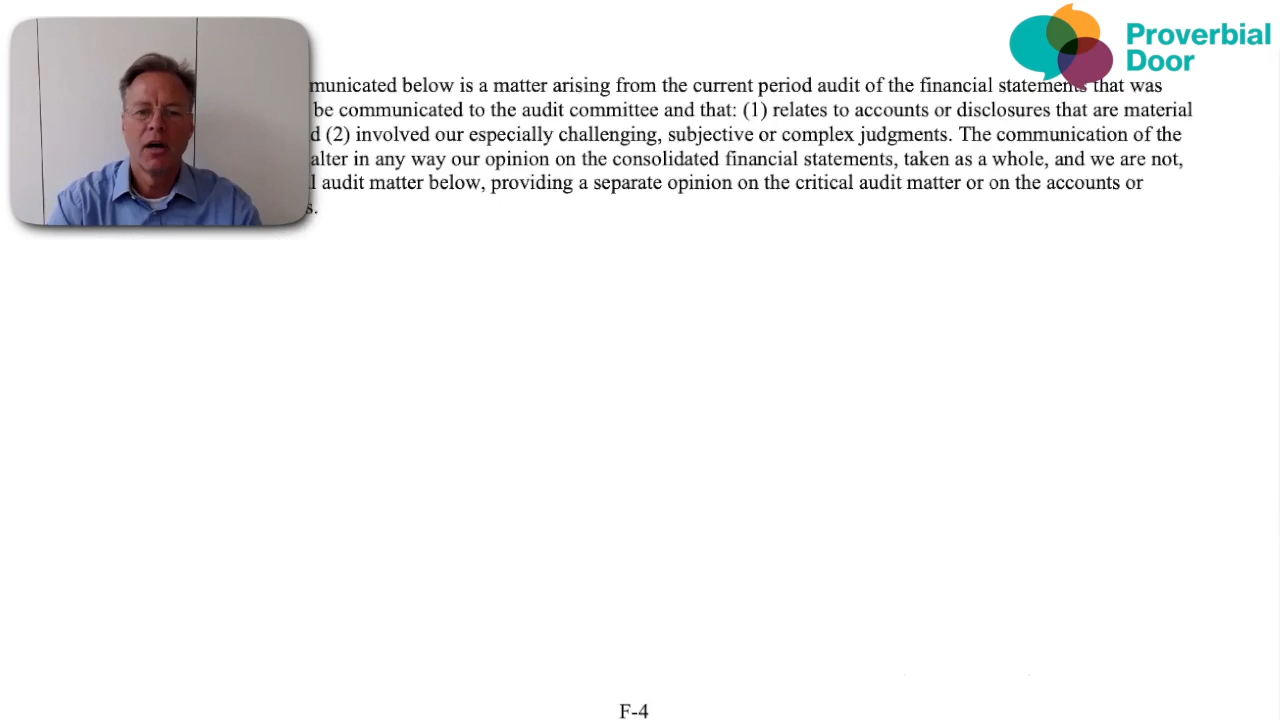 Proverbial
Door
municated below is a matter arising from the current period audit of the financial statements that was
be communicated to the audit committee and that: (1) relates to accounts or disclosures that are material
d (2) involved our especially challenging, subjective or complex judgments. The communication of the
alter in any way our opinion on the consolidated financial statements, taken as a whole, and we are not,
l audit matter below, providing a separate opinion on the critical audit matter or on the accounts or
s.
F-4